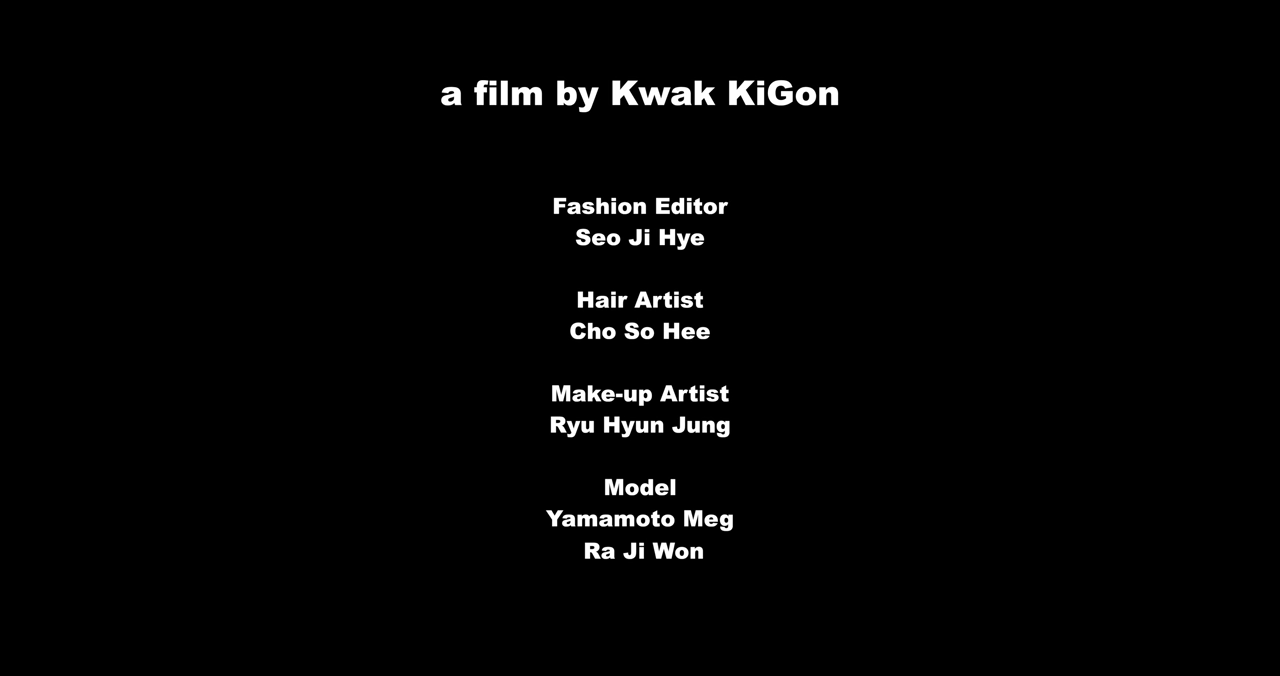 a film by Kwak KiGon
Fashion Editor
Seo Ji Hye
Hair Artist
Cho So Hee
Make-up Artist
Ryu Hyun Jung
Model
Yamamoto Meg
Ra Ji Won